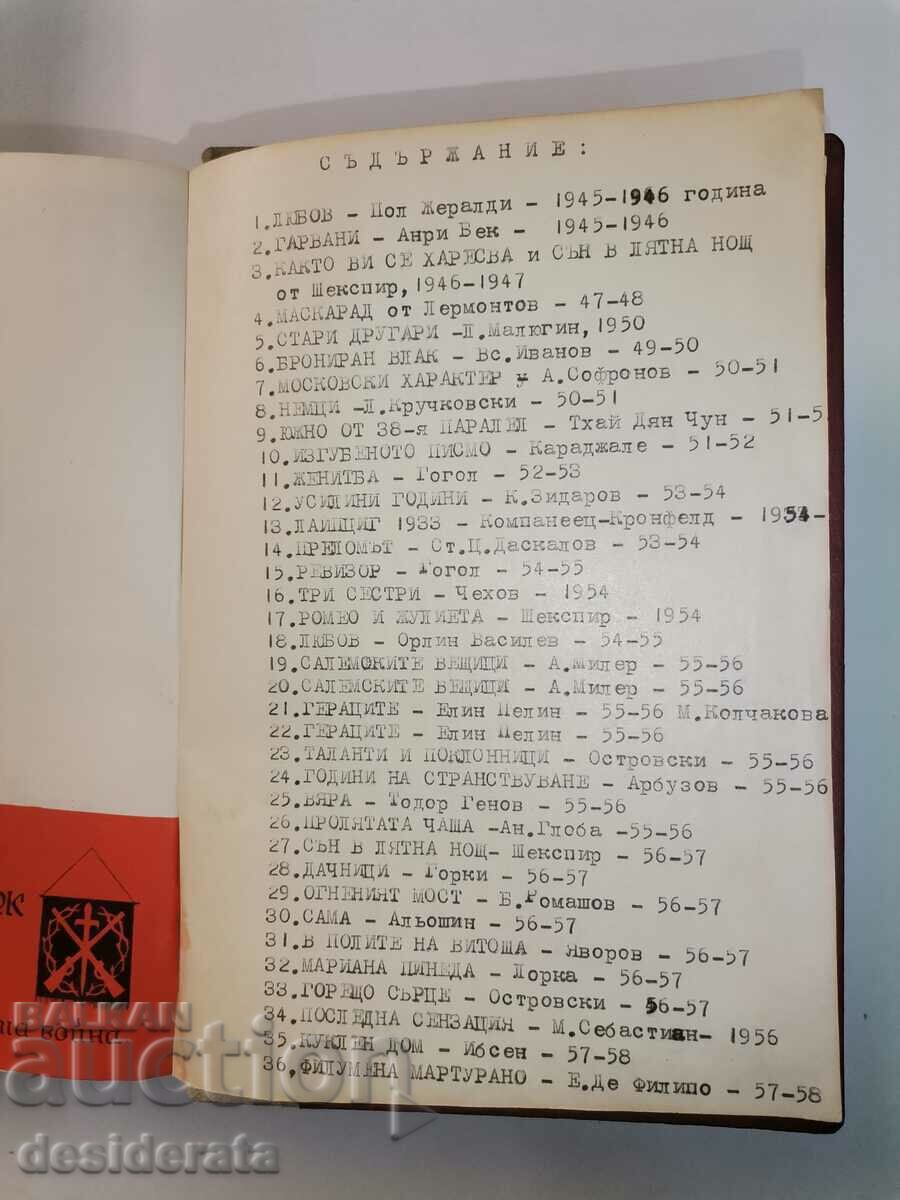 СЪДЪРЖАНИЕ:
1.ЛЮБОВ - Пол Жералди - 1945-1946 година
2.ГАРВАНИ - Анри Бек - 1945-1946
3.КАКТО ВИ СЕ ХАРЕСВА и СЪН В ЛЯТНА НОЩ
от Шекспир,1946-1947
4.МАСКАРАД от Лермонтов - 47-48
5.СТАРИ ДРУГАРИ -Л.Малюгин,1950
6.БРОНИРАН ВЛАК - Вс.Иванов - 49-50
7.МОСКОВСКИ ХАРАКТЕР у А.Софронов - 50-51
8.НЕМЦИ -Л.Кручковски - 50-51
9.ЮЖНО ОТ 38-я ПАРАЛЕЛ - Тхай Дян Чун - 51-5
10.ИЗГУБЕНОТО ПИСМО - Караджале - 51-52
11.ЖЕНИТБА - Гогол - 52-53
12.УСИЛИНИ ГОДИНИ - К.Зидаров - 53-54
13.ЛАЙПЦИГ 1933 - Компанеец-Кронфелд - 1954-
14.ПРЕЛОМЪТ - Ст.Ц.Даскалов - 53-54
15.РЕВИЗОР - Гогол - 54-55
16.ТРИ СЕСТРИ - Чехов - 1954
17.РОМЕО И ЖУЛИЕТА - Шекспир - 1954
18.ЛЮБОВ - Орлин Василев - 54-55
19.САЛЕМСКИТЕ ВЕЩИЦИ - А.Милер - 55-56
20.САЛЕМСКИТЕ ВЕЩИЦИ - А.Милер - 55-56
21.ГЕРАЦИТЕ - Елин Пелин - 55-56 М.Колчакова
22.ГЕРАЦИТЕ - Елин Пелин - 55-56
23.ТАЛАНТИ И ПОКЛОННИЦИ - Островски - 55-56
24.ГОДИНИ НА СТРАНСТВУВАНЕ - Арбузов - 55-56
25.ВЯРА - Тодор Генов - 55-56
26.ПРОЛЯТАТА ЧАША -Ан.Глоба -55-56
27.СЪН В ЛЯТНА НОЩ- Шекспир - 56-57
28.ДАЧНИЦИ - Горки - 56-57
29.ОГНЕНИЯТ МОСТ - Б.Ромашов - 56-57
30.САМА - Альошин - 56-57
31.В ПОЛИТЕ НА ВИТОША - Яворов - 56-57
32.МАРИАНА ПИНЕДА - Лорка - 56-57
33.ГОРЕЩО СЪРЦЕ - Островски - 56-57
34.ПОСЛЕДНА СЕНЗАЦИЯ - М.Себастиан- 1956
35.КУКЛЕН ДОМ - Ибсен - 57-58
36.ФИЛУМЕНА МАРТУРАНО - Е.Де Филипо - 57-58
война
BALKAN
auction
desiderata